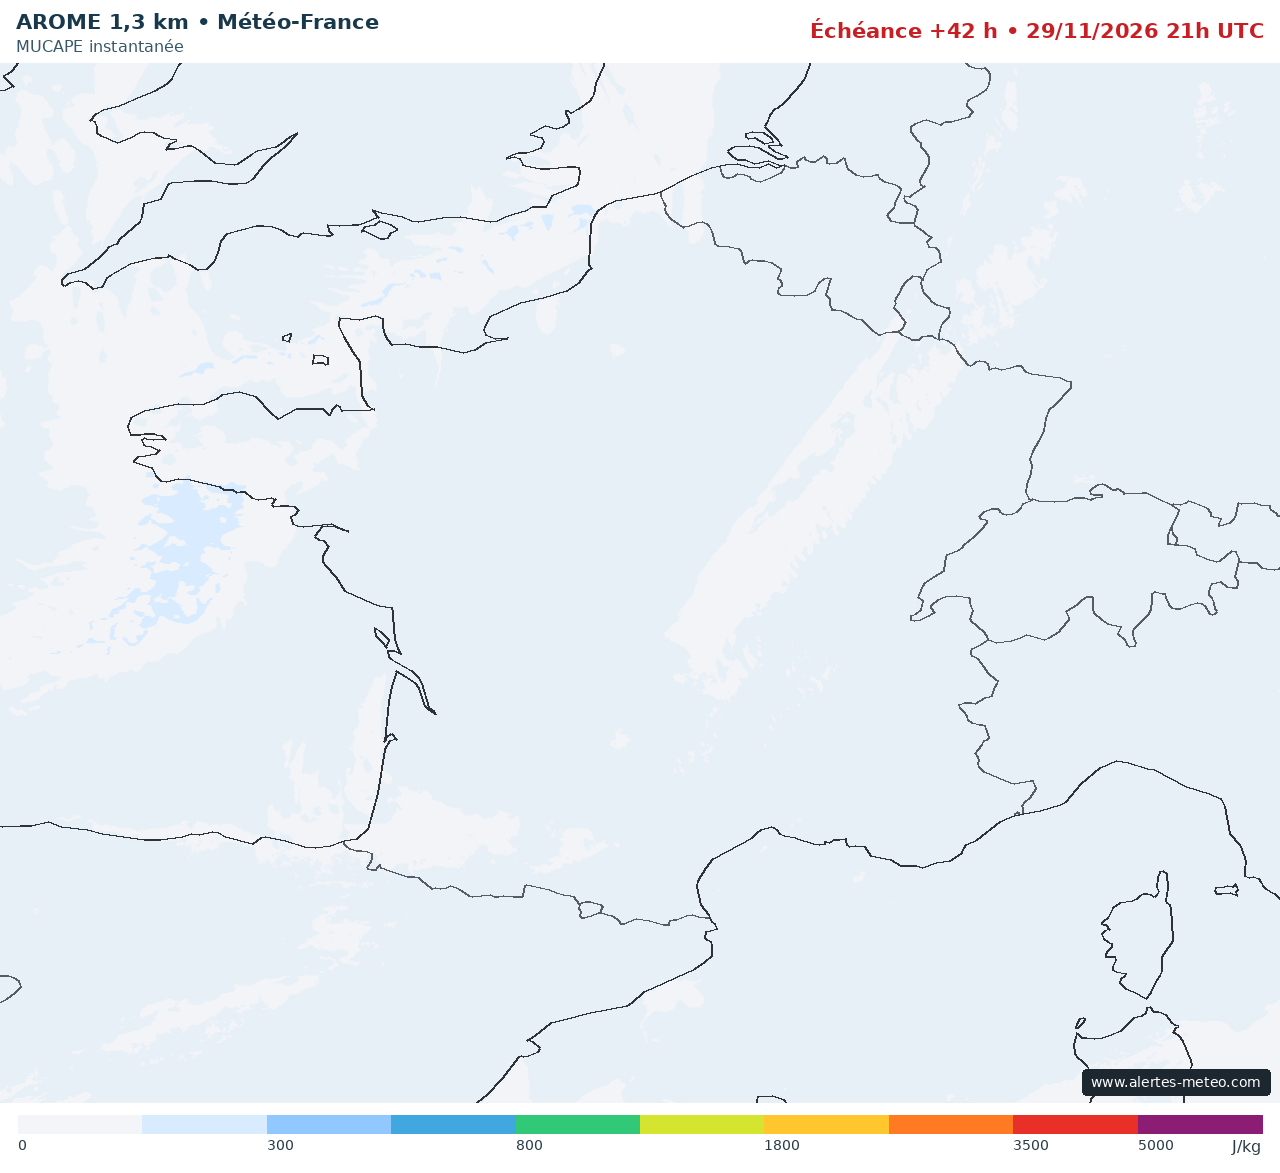 AROME 1,3 km • Météo-France
MUCAPE instantanée
Échéance +42 h • 29/11/2026 21h UTC
www.alertes-meteo.com
0 300 800 1800 3500 5000 J/kg